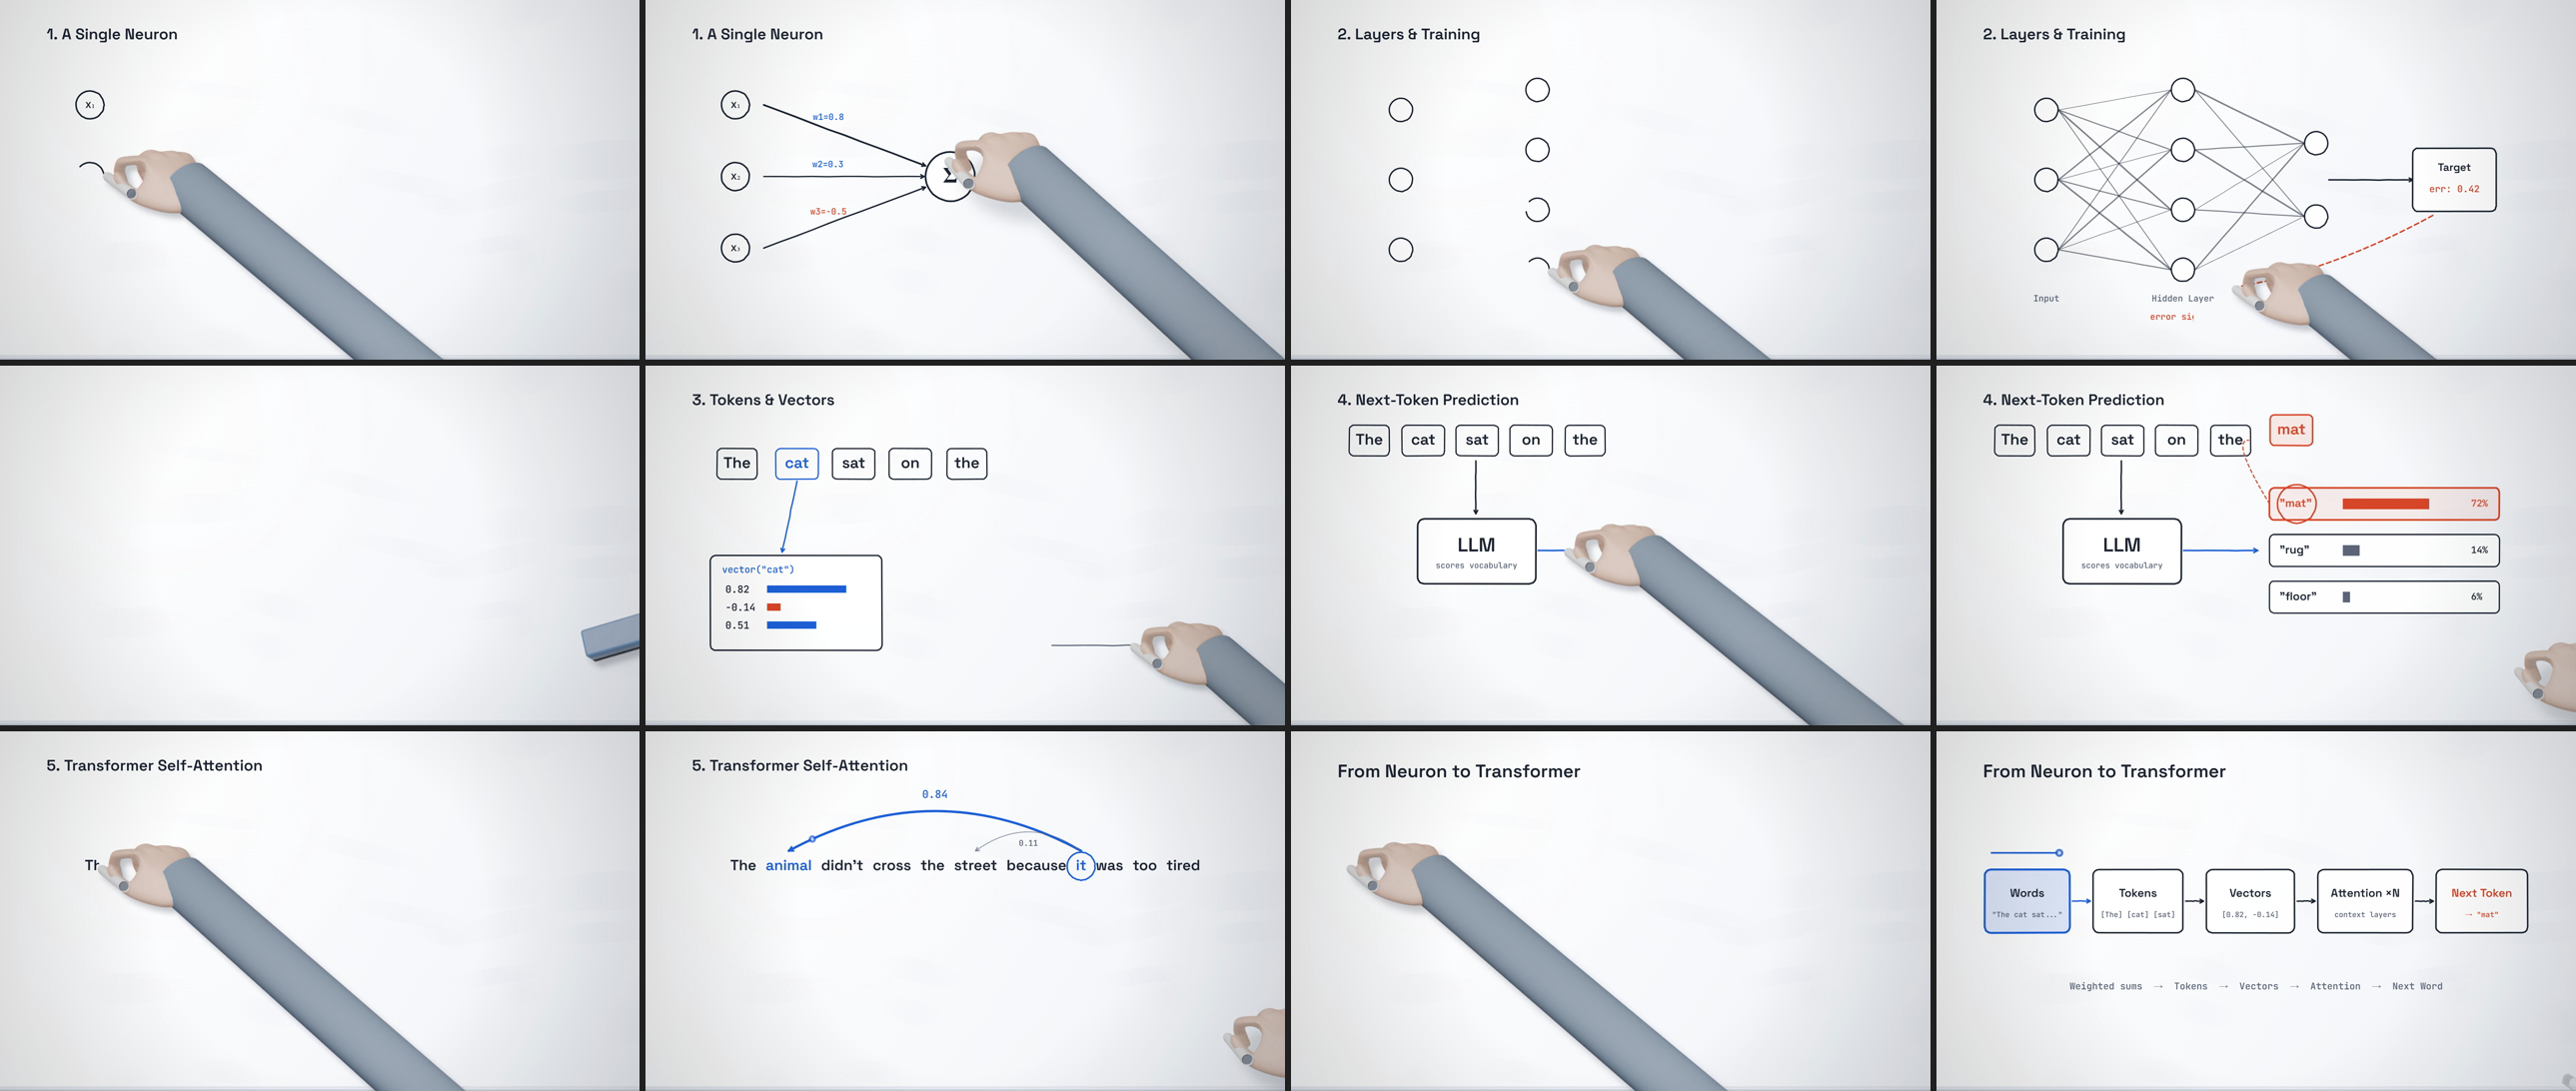 1. A Single Neuron
x₁
1. A Single Neuron
x₁
w1=0.8
x₂
w2=0.3
Σ
w3=-0.5
x₃
2. Layers & Training
2. Layers & Training
Target
err: 0.42
Input
Hidden Layer
error si
3. Tokens & Vectors
The cat sat on the
vector("cat")
0.82
-0.14
0.51
4. Next-Token Prediction
The cat sat on the
LLM
scores vocabulary
4. Next-Token Prediction
The cat sat on the mat
"mat" 72%
LLM
scores vocabulary
"rug" 14%
"floor" 6%
5. Transformer Self-Attention
Th
5. Transformer Self-Attention
0.84
0.11
The animal didn't cross the street because it was too tired
From Neuron to Transformer
From Neuron to Transformer
Words Tokens Vectors Attention ×N Next Token
"The cat sat..." [The] [cat] [sat] [0.82, -0.14] context layers → "mat"
Weighted sums → Tokens → Vectors → Attention → Next Word